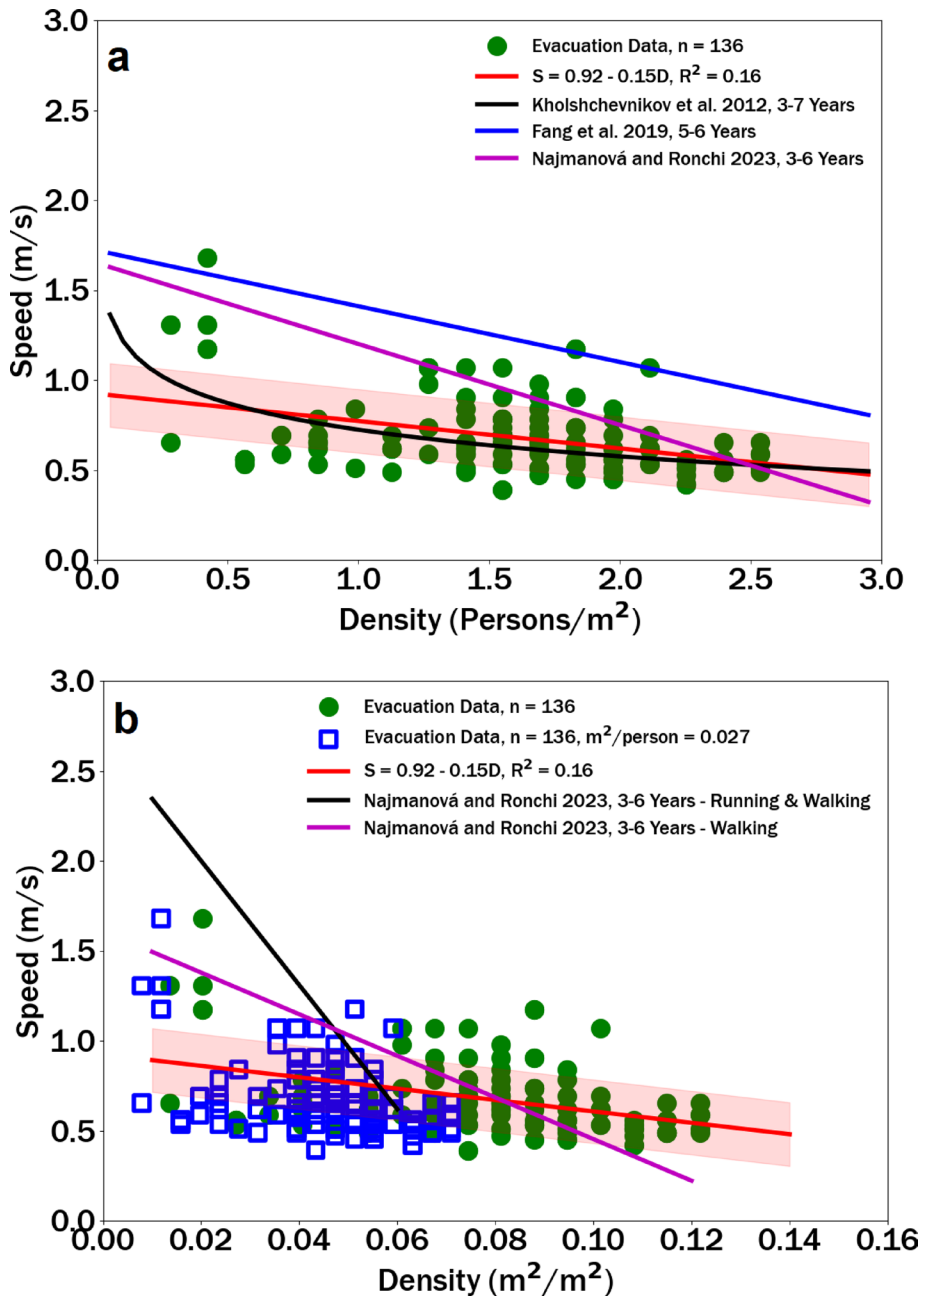 a
Evacuation Data, n = 136
S = 0.92 - 0.15D, R² = 0.16
Kholshchevnikov et al. 2012, 3-7 Years
Fang et al. 2019, 5-6 Years
Najmanová and Ronchi 2023, 3-6 Years
3.0
2.5
2.0
1.5
1.0
0.5
0.0
Speed (m/s)
0.0 0.5 1.0 1.5 2.0 2.5 3.0
Density (Persons/m²)
b
Evacuation Data, n = 136
Evacuation Data, n = 136, m²/person = 0.027
S = 0.92 - 0.15D, R² = 0.16
Najmanová and Ronchi 2023, 3-6 Years - Running & Walking
Najmanová and Ronchi 2023, 3-6 Years - Walking
3.0
2.5
2.0
1.5
1.0
0.5
0.0
Speed (m/s)
0.00 0.02 0.04 0.06 0.08 0.10 0.12 0.14 0.16
Density (m²/m²)